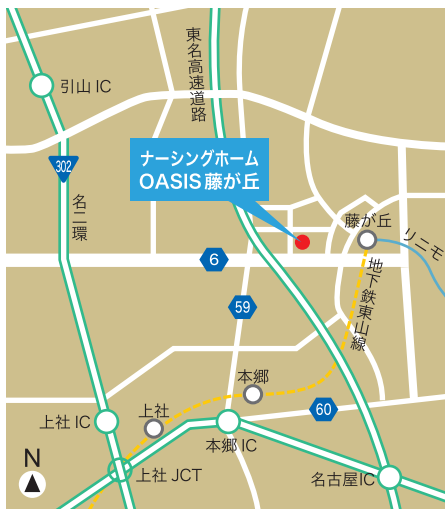 東名高速道路
引山 IC
ナーシングホーム
OASIS 藤が丘
302
名二環
藤が丘
リニモ
6
地下鉄東山線
59
本郷
60
上社 IC
上社
本郷 IC
N
上社 JCT
名古屋 IC